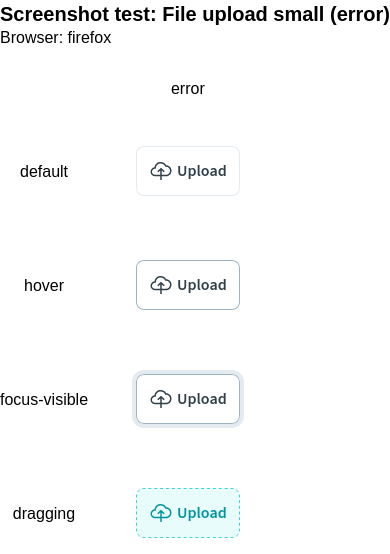 Screenshot test: File upload small (error)
Browser: firefox
error
default
Upload
hover
Upload
focus-visible
Upload
dragging
Upload